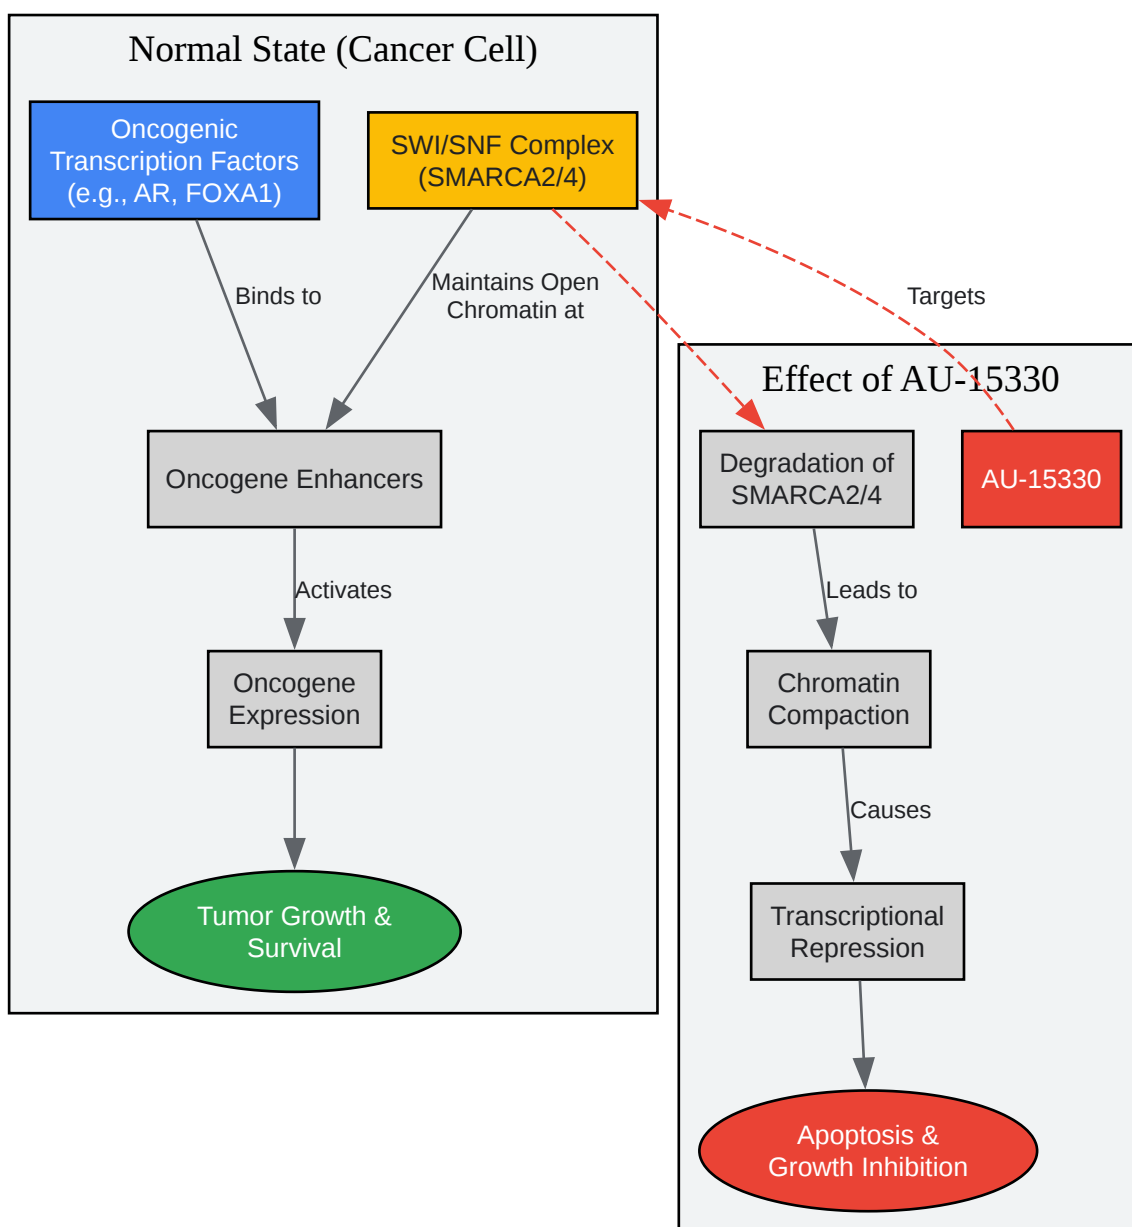 Normal State (Cancer Cell)
Oncogenic
Transcription Factors
(e.g., AR, FOXA1)
SWI/SNF Complex
(SMARCA2/4)
Binds to
Maintains Open
Chromatin at
Targets
Oncogene Enhancers
Activates
Oncogene
Expression
Tumor Growth &
Survival
Effect of AU-15330
Degradation of
SMARCA2/4
AU-15330
Leads to
Chromatin
Compaction
Causes
Transcriptional
Repression
Apoptosis &
Growth Inhibition